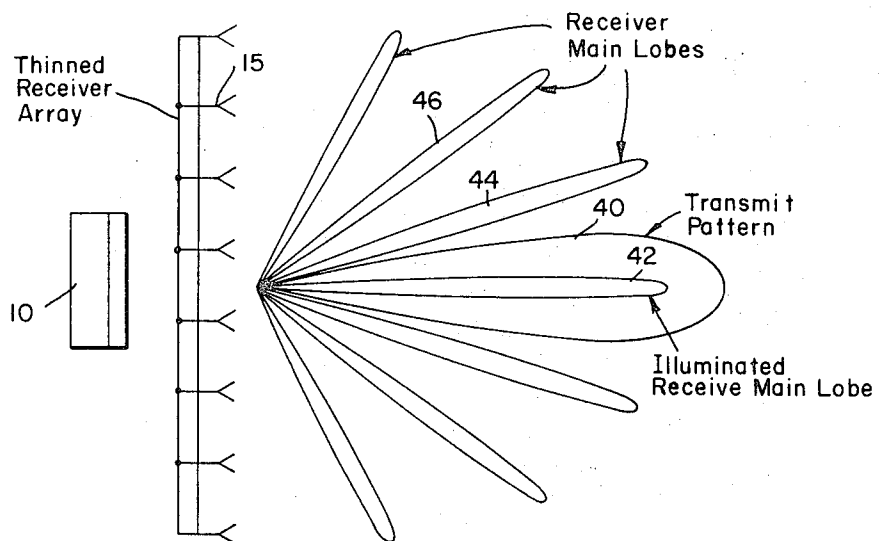 Receiver
Main Lobes
Thinned
Receiver
Array
15
46
44
40
Transmit
Pattern
42
10
Illuminated
Receive Main Lobe